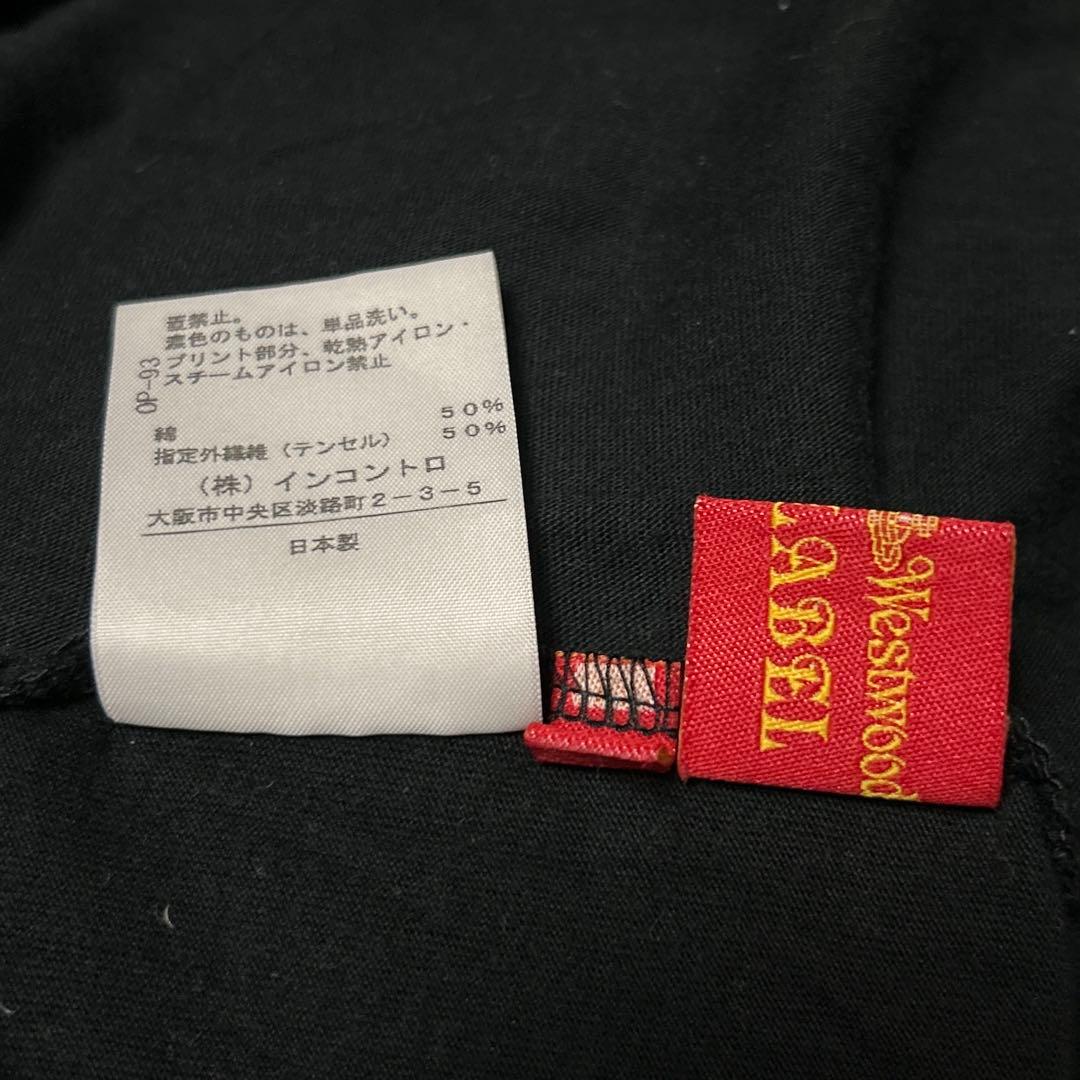 置禁止。
濃色のものは、単品洗い。
プリント部分、乾熱アイロン・
スチームアイロン禁止
OP-93
綿 50%
指定外繊維（テンセル） 50%
（株）インコントロ
大阪市中央区淡路町2-3-5
日本製
Westwood
LABEL